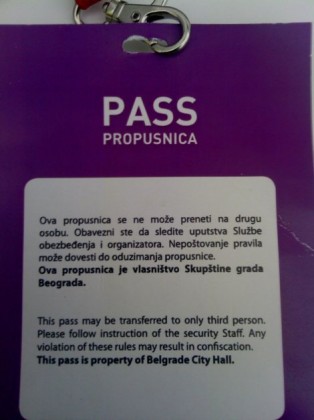 PASS
PROPUSNICA
Ova propusnica se ne može preneti na drugu
osobu. Obavezni ste da sledite uputstva Službe
obezbeđenja i organizatora. Nepoštovanje pravila
može dovesti do oduzimanja propusnice.
Ova propusnica je vlasništvo Skupštine grada
Beograda.
This pass may be transferred to only third person.
Please follow instruction of the security Staff. Any
violation of these rules may result in confiscation.
This pass is property of Belgrade City Hall.